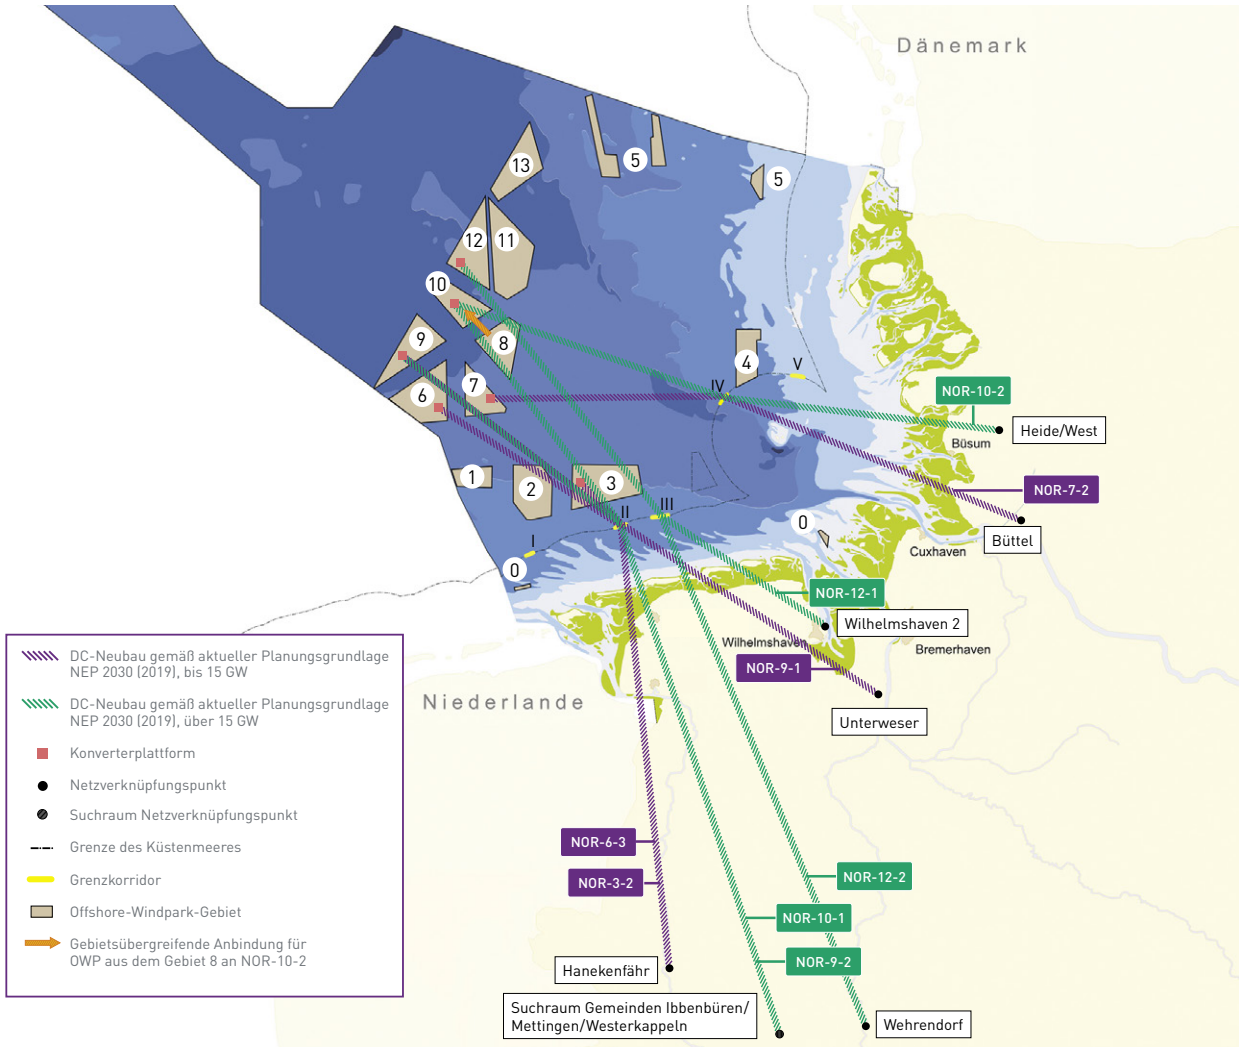 Dänemark
13
5
5
12
11
10
9
8
7
6
4
IV
V
NOR-10-2
Büsum
Heide/West
NOR-7-2
Büttel
1
2
3
II
III
I
0
0
Cuxhaven
NOR-12-1
Wilhelmshaven 2
Wilhelmshaven
Bremerhaven
NOR-9-1
Unterweser
Niederlande
DC-Neubau gemäß aktueller Planungsgrundlage
NEP 2030 (2019), bis 15 GW
DC-Neubau gemäß aktueller Planungsgrundlage
NEP 2030 (2019), über 15 GW
Konverterplattform
Netzverknüpfungspunkt
Suchraum Netzverknüpfungspunkt
Grenze des Küstenmeeres
Grenzkorridor
Offshore-Windpark-Gebiet
Gebietsübergreifende Anbindung für
OWP aus dem Gebiet 8 an NOR-10-2
NOR-6-3
NOR-3-2
NOR-12-2
NOR-10-1
NOR-9-2
Hanekenfähr
Suchraum Gemeinden Ibbenbüren/
Mettingen/Westerkappeln
Wehrendorf